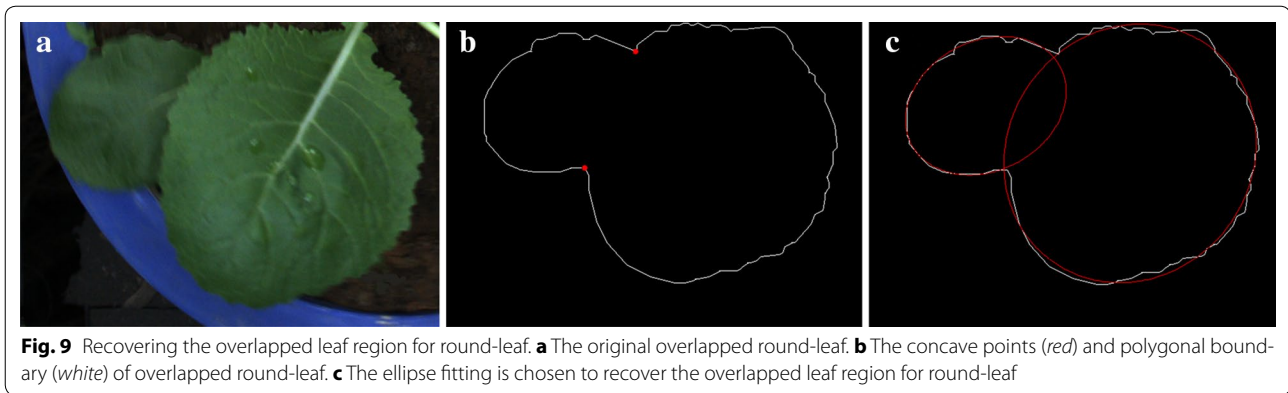 a
b
c
Fig. 9 Recovering the overlapped leaf region for round-leaf. a The original overlapped round-leaf. b The concave points (red) and polygonal bound-
ary (white) of overlapped round-leaf. c The ellipse fitting is chosen to recover the overlapped leaf region for round-leaf